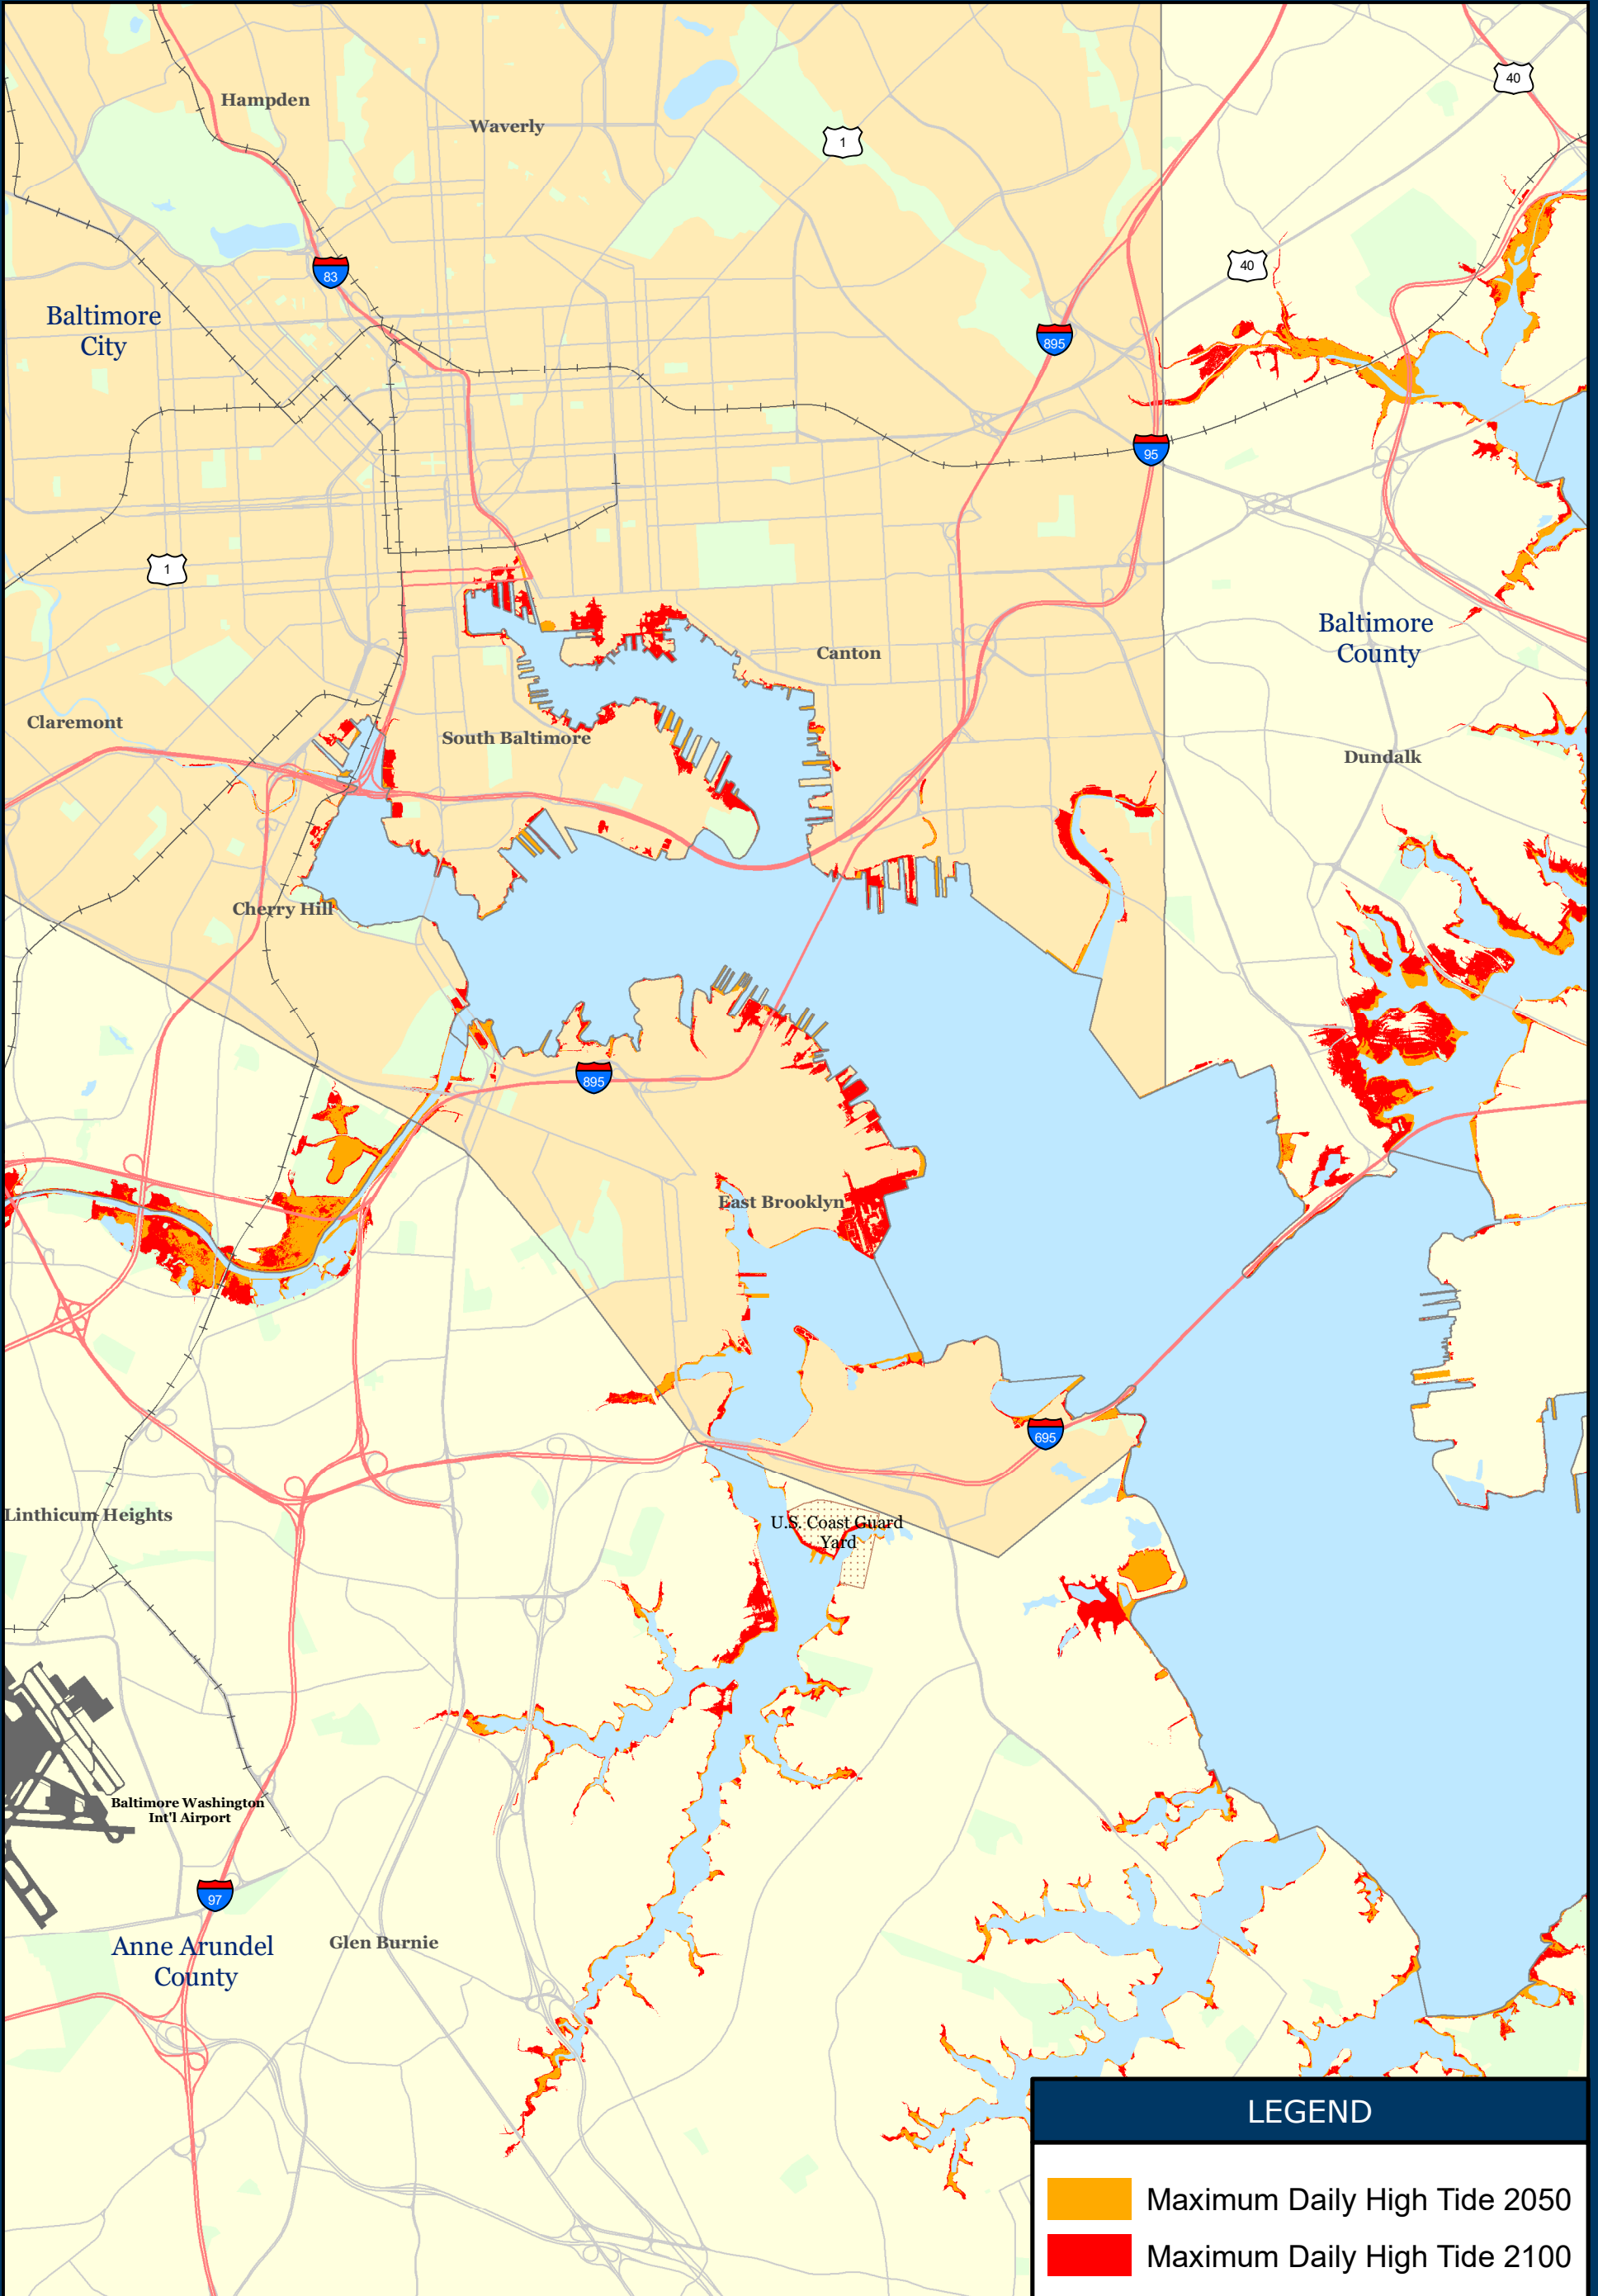 Hampden
Waverly
40
1
40
83
Baltimore
City
895
95
1
Baltimore
County
Canton
Claremont
South Baltimore
Dundalk
Cherry Hill
895
East Brooklyn
695
Linthicum Heights
U.S. Coast Guard
Yard
Baltimore Washington
Int'l Airport
97
Anne Arundel
County
Glen Burnie
LEGEND
Maximum Daily High Tide 2050
Maximum Daily High Tide 2100